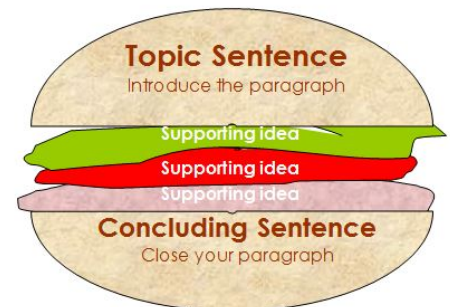 Topic Sentence
Introduce the paragraph
Supporting idea
Supporting idea
Supporting idea
Concluding Sentence
Close your paragraph